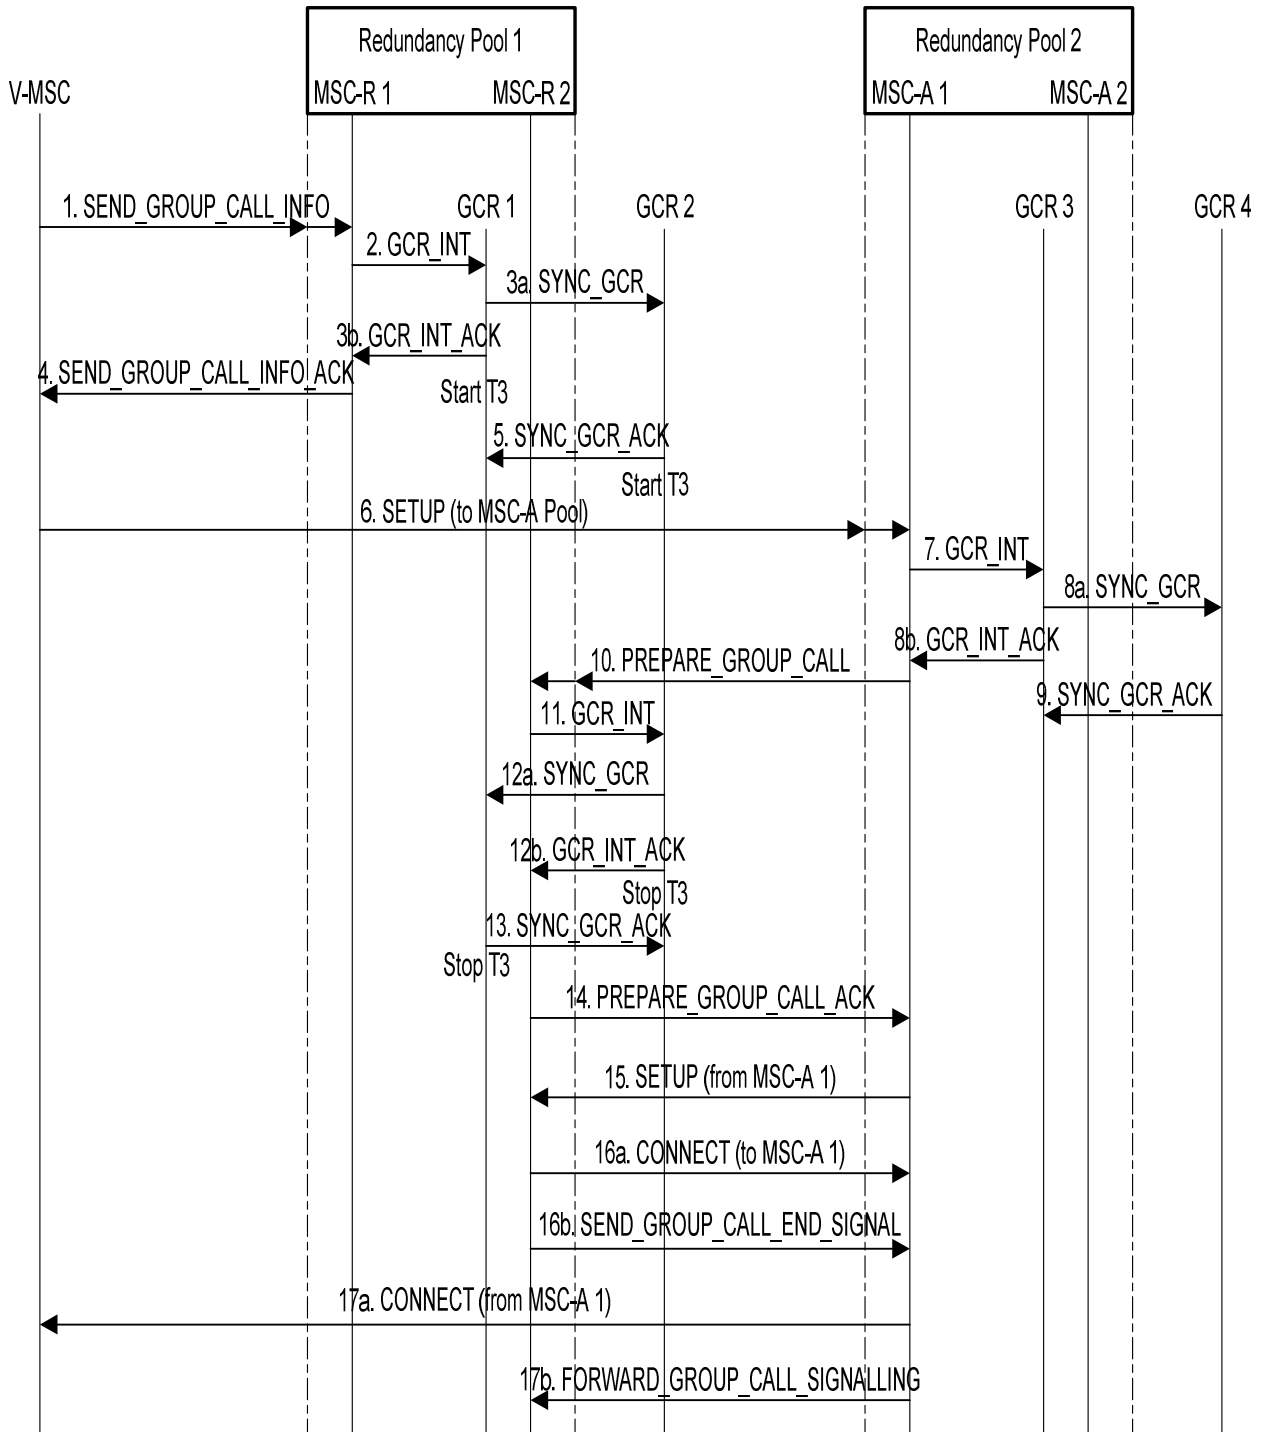 Redundancy Pool 1
Redundancy Pool 2
V-MSC
MSC-R 1
MSC-R 2
MSC-A 1
MSC-A 2
1. SEND_GROUP_CALL_INFO
GCR 1
GCR 2
GCR 3
GCR 4
2. GCR_INT
3a. SYNC_GCR
3b. GCR_INT_ACK
4. SEND_GROUP_CALL_INFO_ACK
Start T3
5. SYNC_GCR_ACK
Start T3
6. SETUP (to MSC-A Pool)
7. GCR_INT
8a. SYNC_GCR
8b. GCR_INT_ACK
10. PREPARE_GROUP_CALL
9. SYNC_GCR_ACK
11. GCR_INT
12a. SYNC_GCR
12b. GCR_INT_ACK
Stop T3
13. SYNC_GCR_ACK
Stop T3
14. PREPARE_GROUP_CALL_ACK
15. SETUP (from MSC-A 1)
16a. CONNECT (to MSC-A 1)
16b. SEND_GROUP_CALL_END_SIGNAL
17a. CONNECT (from MSC-A 1)
17b. FORWARD_GROUP_CALL_SIGNALLING